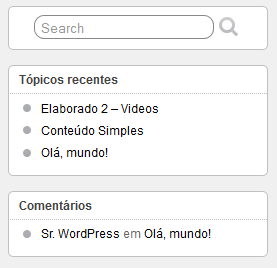 Search
Tópicos recentes
Elaborado 2 – Videos
Conteúdo Simples
Olá, mundo!
Comentários
Sr. WordPress em Olá, mundo!